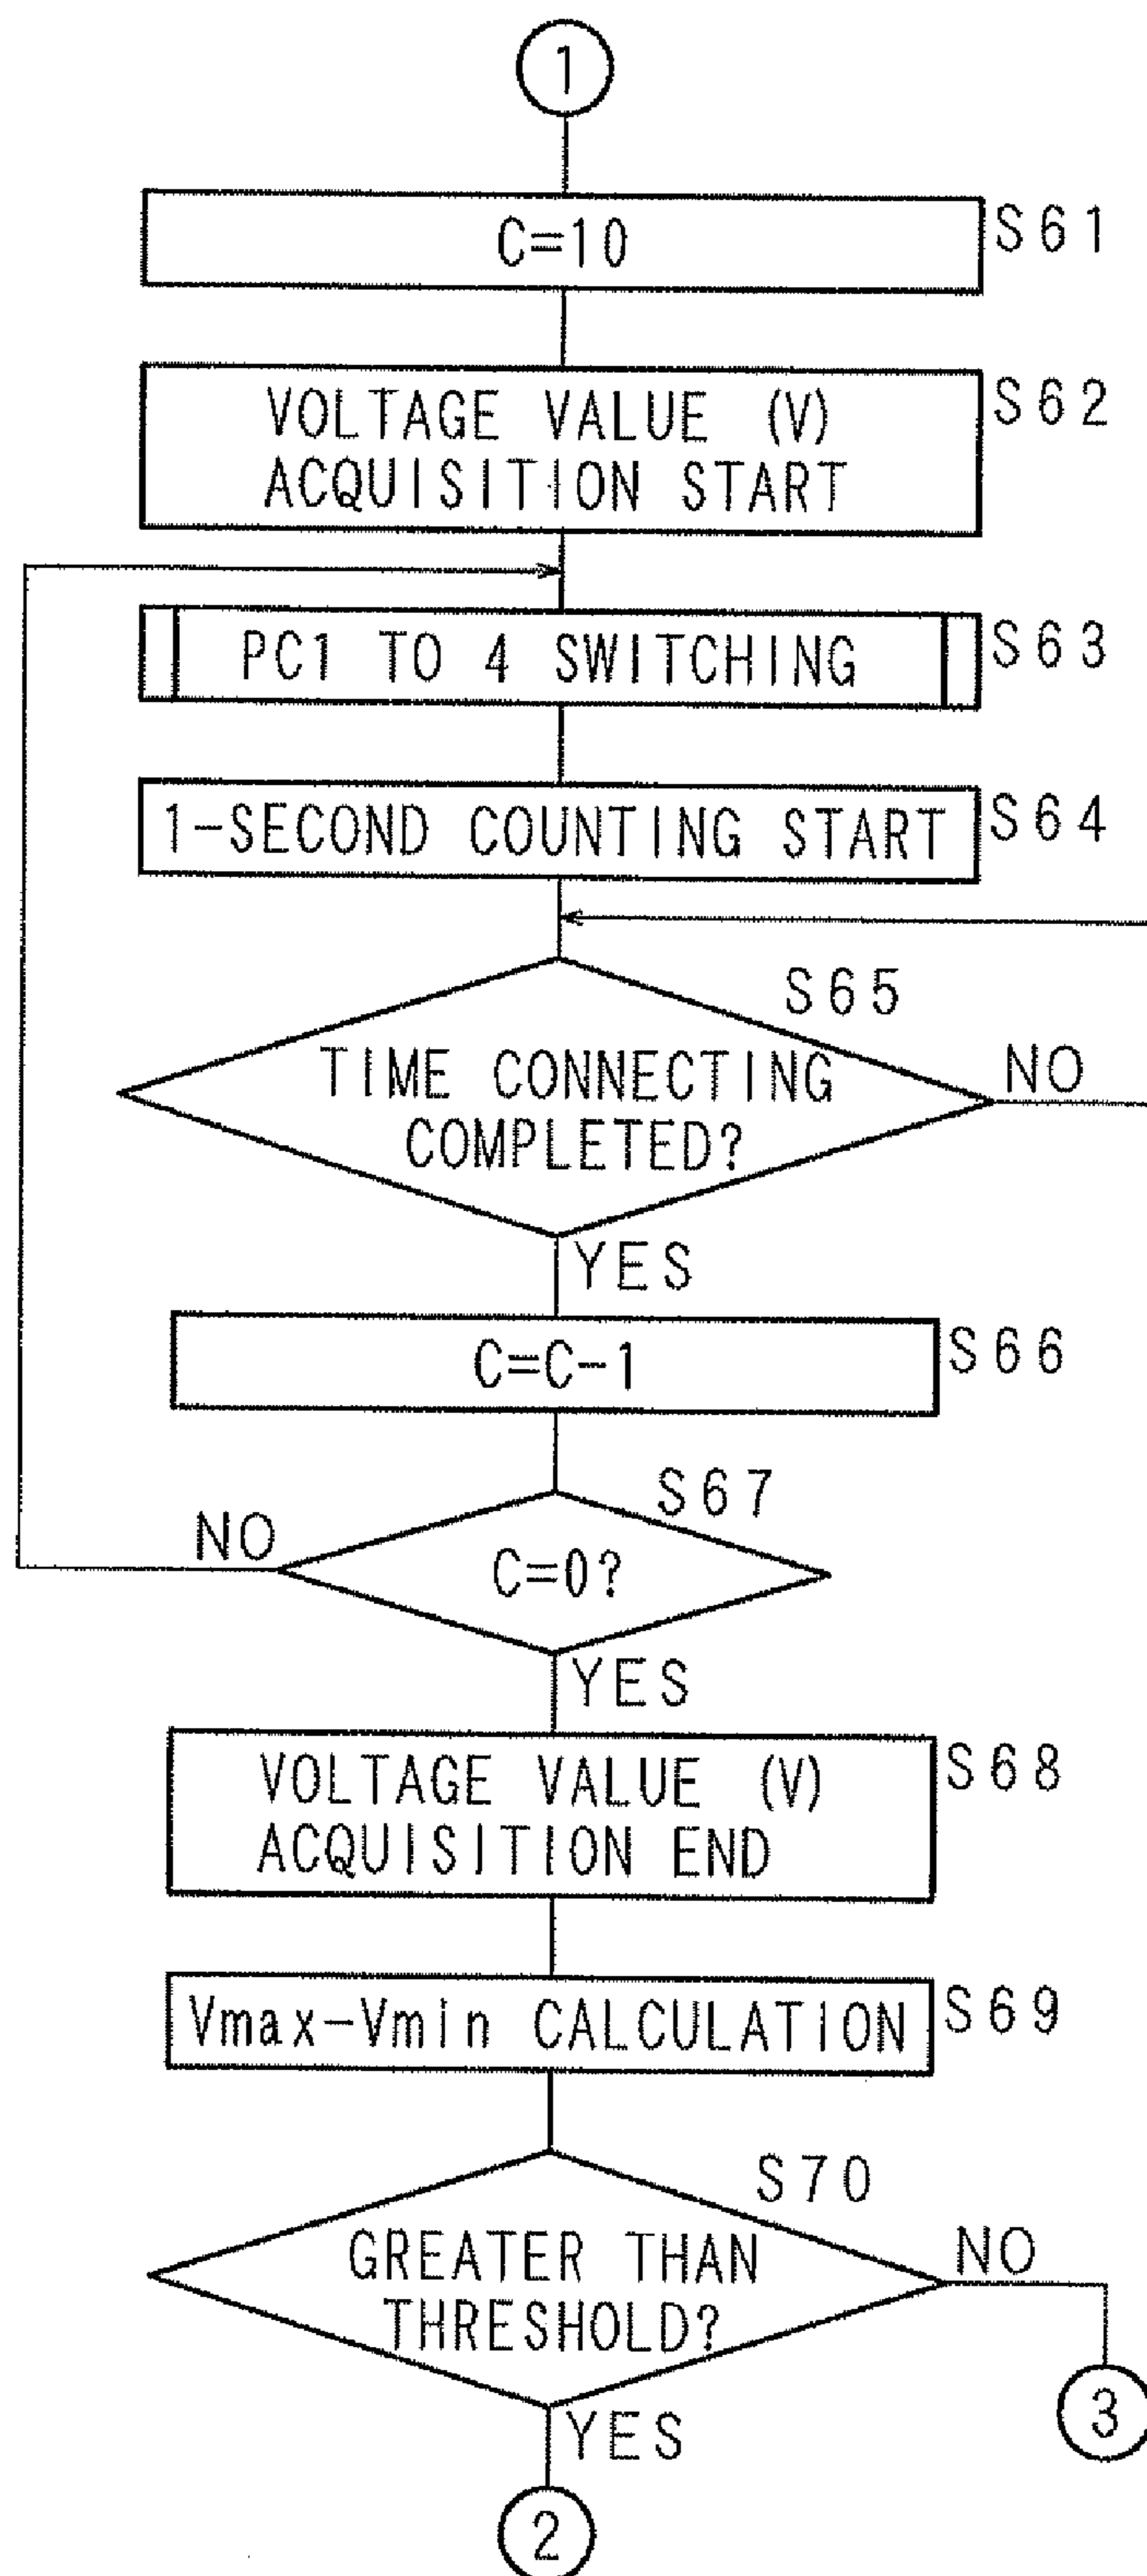 1
C=10
S61
VOLTAGE VALUE (V)
ACQUISITION START
S62
PC1 TO 4 SWITCHING
S63
1-SECOND COUNTING START
S64
S65
TIME CONNECTING
COMPLETED?
NO
YES
C=C-1
S66
S67
NO
C=0?
YES
VOLTAGE VALUE (V)
ACQUISITION END
S68
Vmax-Vmin CALCULATION
S69
S70
GREATER THAN
THRESHOLD?
NO
3
YES
2